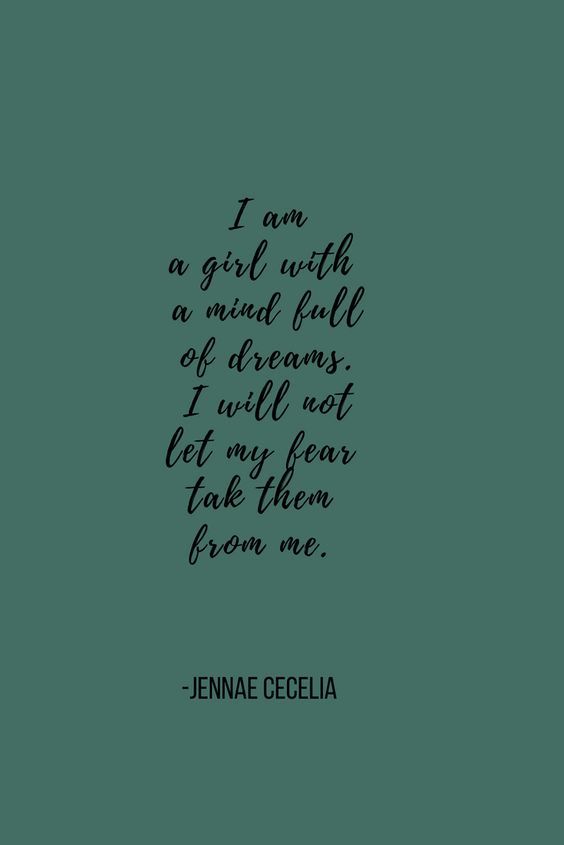 I am
a girl with
a mind full
of dreams.
I will not
let my fear
tak them
from me.
-JENNAE CECELIA